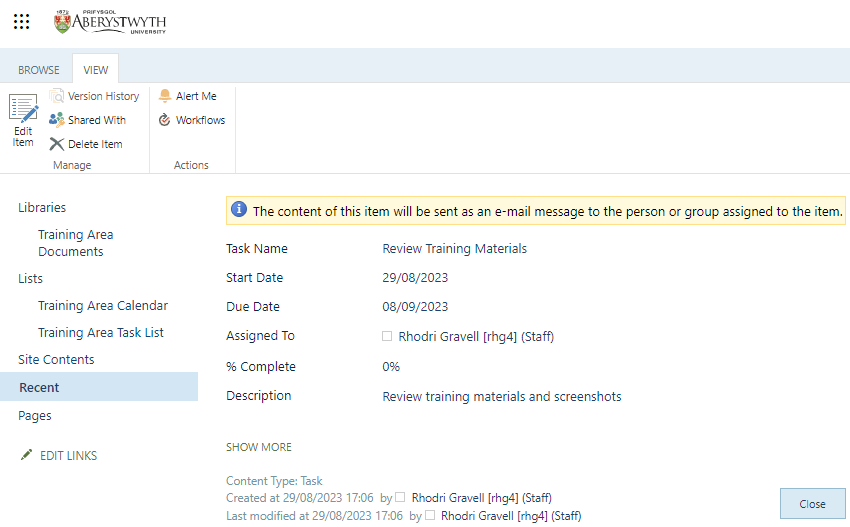 PRIFYSGOL
ABERYSTWYTH
UNIVERSITY
BROWSE VIEW
Edit Item
Version History
Shared With
Delete Item
Manage
Alert Me
Workflows
Actions
Libraries
Training Area
Documents
Lists
Training Area Calendar
Training Area Task List
Site Contents
Recent
Pages
EDIT LINKS
The content of this item will be sent as an e-mail message to the person or group assigned to the item.
Task Name Review Training Materials
Start Date 29/08/2023
Due Date 08/09/2023
Assigned To Rhodri Gravell [rhg4] (Staff)
% Complete 0%
Description Review training materials and screenshots
SHOW MORE
Content Type: Task
Created at 29/08/2023 17:06 by Rhodri Gravell [rhg4] (Staff)
Last modified at 29/08/2023 17:06 by Rhodri Gravell [rhg4] (Staff)
Close